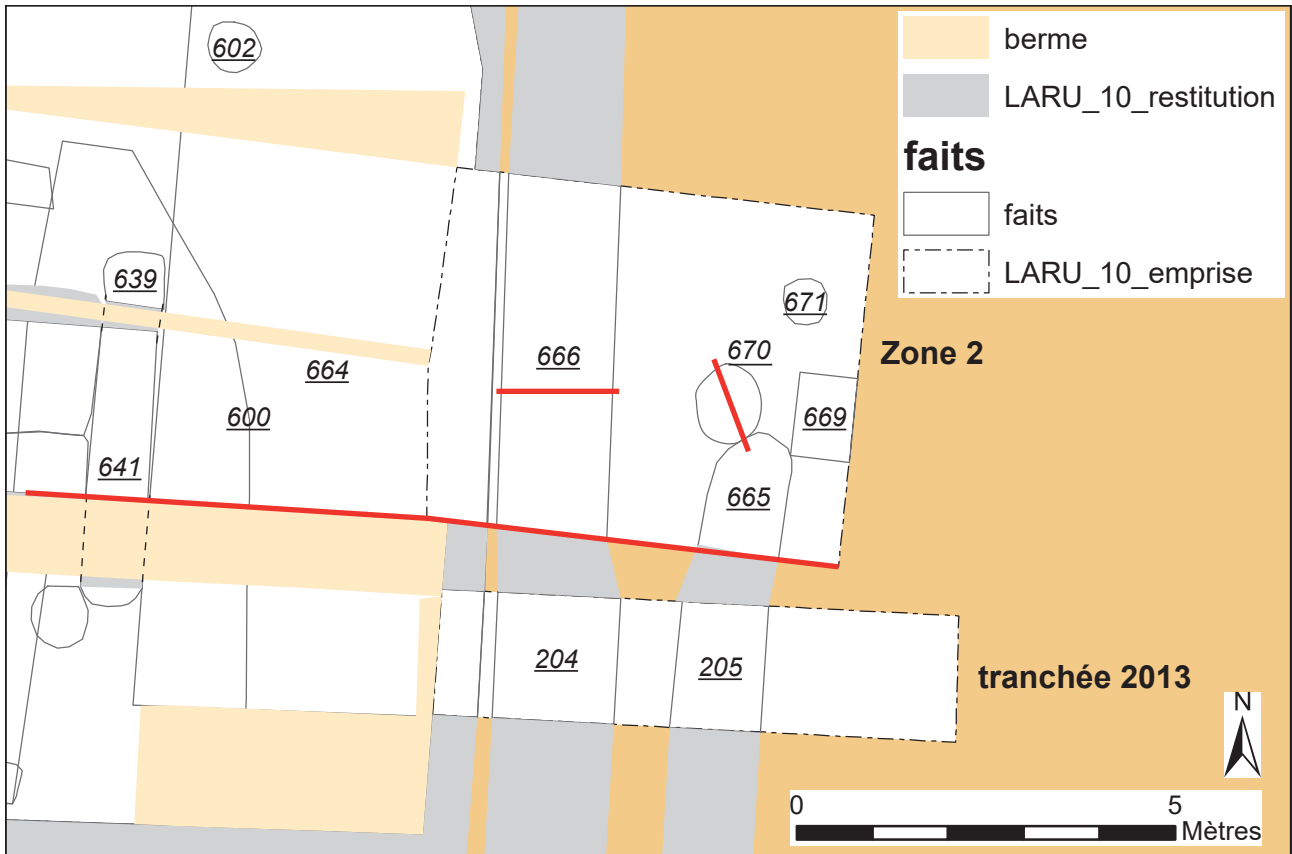 berme
LARU_10_restitution
faits
faits
LARU_10_emprise
602
639
671
664
666
670
Zone 2
600
669
641
665
204
205
tranchée 2013
N
0 5
Mètres